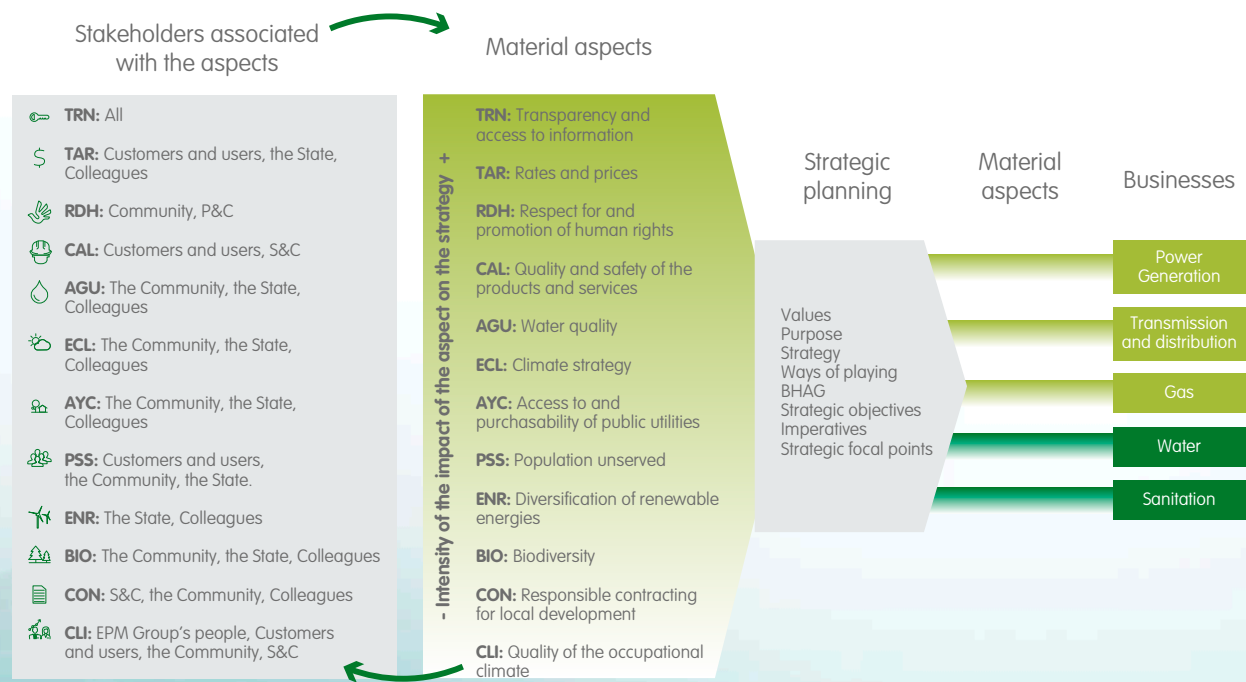 Stakeholders associated
with the aspects
TRN: All
TAR: Customers and users, the State,
Colleagues
RDH: Community, P&C
CAL: Customers and users, S&C
AGU: The Community, the State,
Colleagues
ECL: The Community, the State,
Colleagues
AYC: The Community, the State,
Colleagues
PSS: Customers and users,
the Community, the State.
ENR: The State, Colleagues
BIO: The Community, the State, Colleagues
CON: S&C, the Community, Colleagues
CLI: EPM Group's people, Customers
and users, the Community, S&C
Material aspects
- Intensity of the impact of the aspect on the strategy +
TRN: Transparency and
access to information
TAR: Rates and prices
RDH: Respect for and
promotion of human rights
CAL: Quality and safety of the
products and services
AGU: Water quality
ECL: Climate strategy
AYC: Access to and
purchasability of public utilities
PSS: Population unserved
ENR: Diversification of renewable
energies
BIO: Biodiversity
CON: Responsible contracting
for local development
CLI: Quality of the occupational
climate
Strategic
planning
Values
Purpose
Strategy
Ways of playing
BHAG
Strategic objectives
Imperatives
Strategic focal points
Material
aspects
Businesses
Power
Generation
Transmission
and distribution
Gas
Water
Sanitation